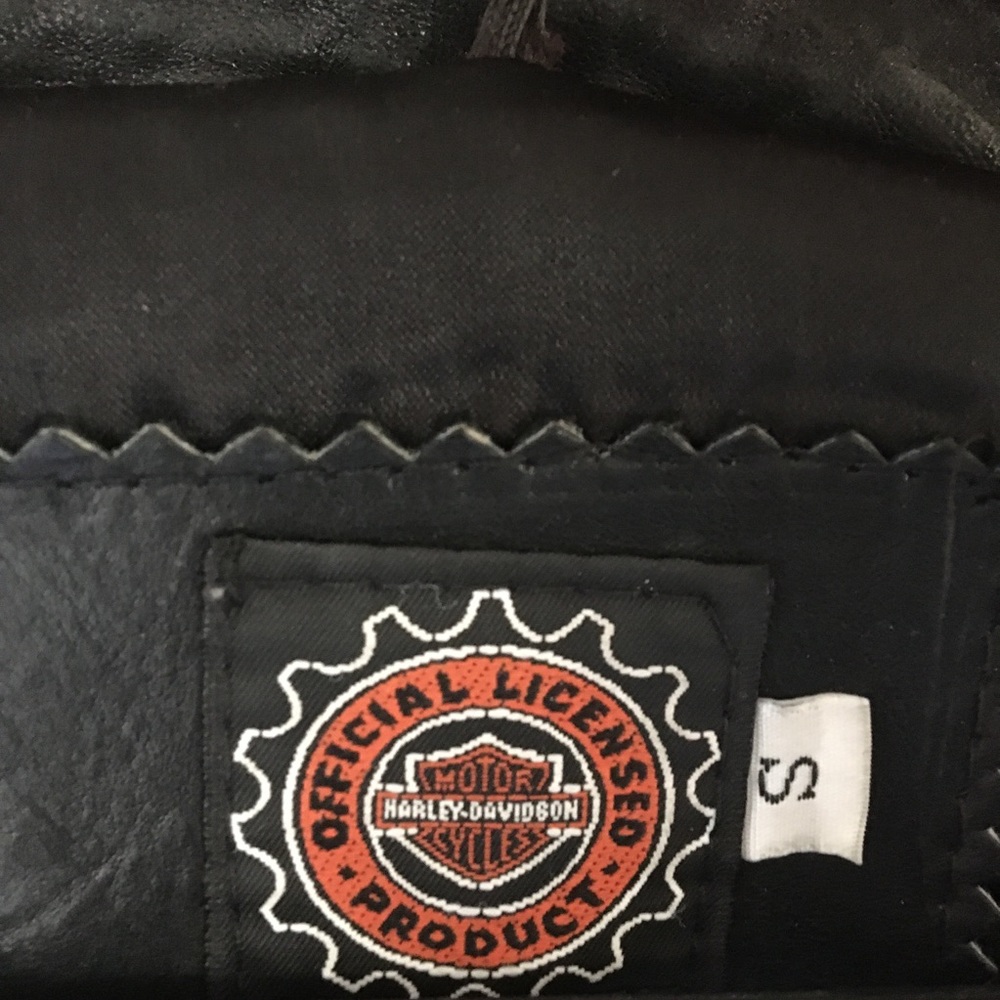 OFFICIAL LICENSED
MOTOR
HARLEY-DAVIDSON
CYCLES
PRODUCT
S